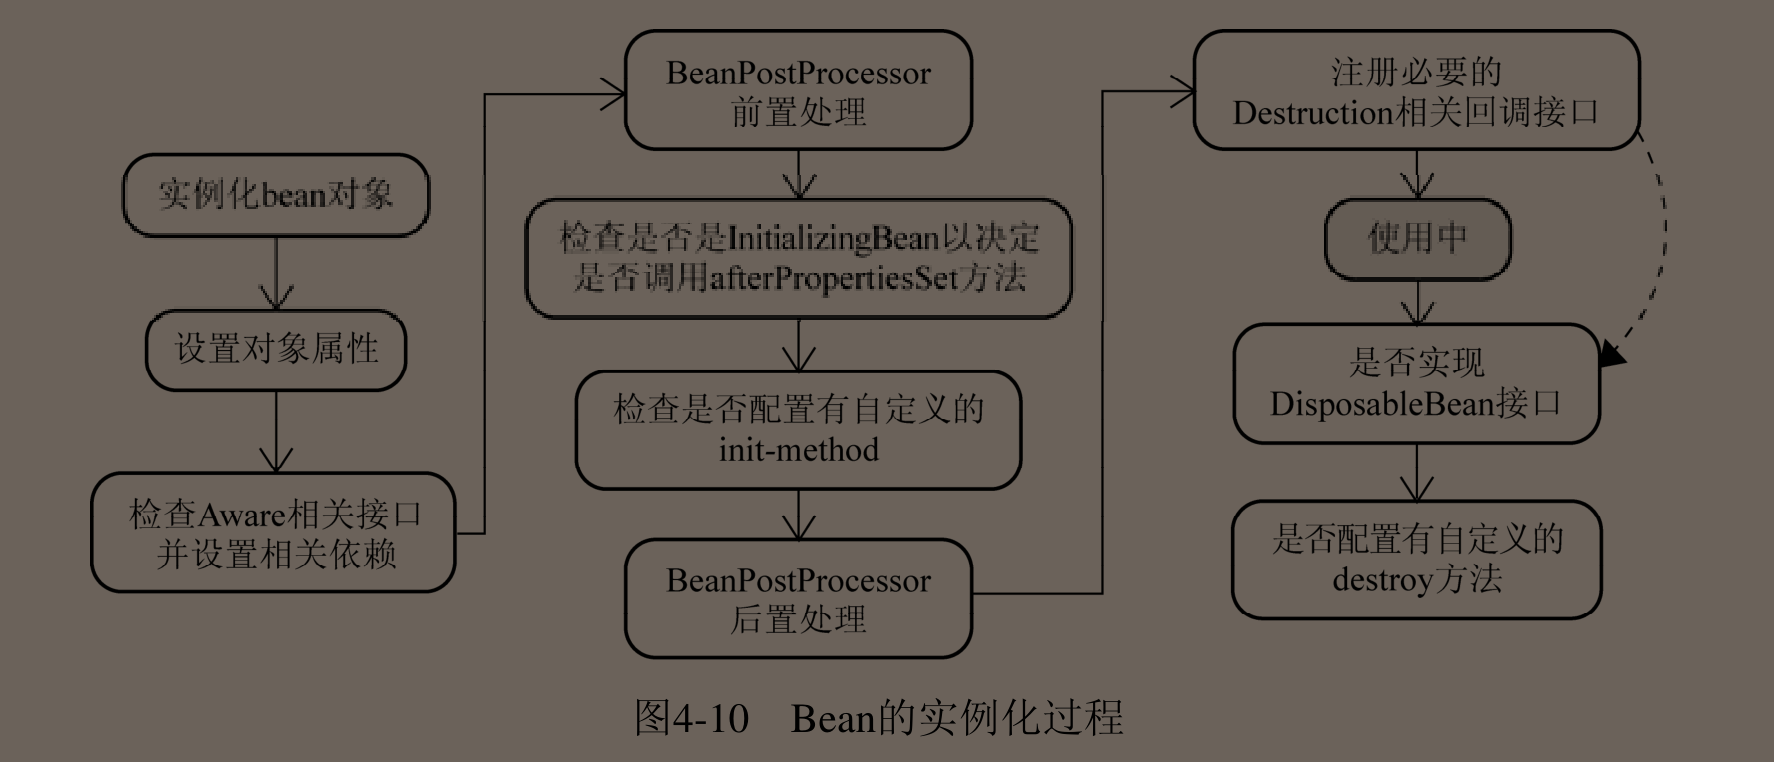 实例化bean对象
设置对象属性
检查Aware相关接口
并设置相关依赖
BeanPostProcessor
前置处理
检查是否是InitializingBean以决定
是否调用afterPropertiesSet方法
检查是否配置有自定义的
init-method
BeanPostProcessor
后置处理
注册必要的
Destruction相关回调接口
使用中
是否实现
DisposableBean接口
是否配置有自定义的
destroy方法
图4-10 Bean的实例化过程